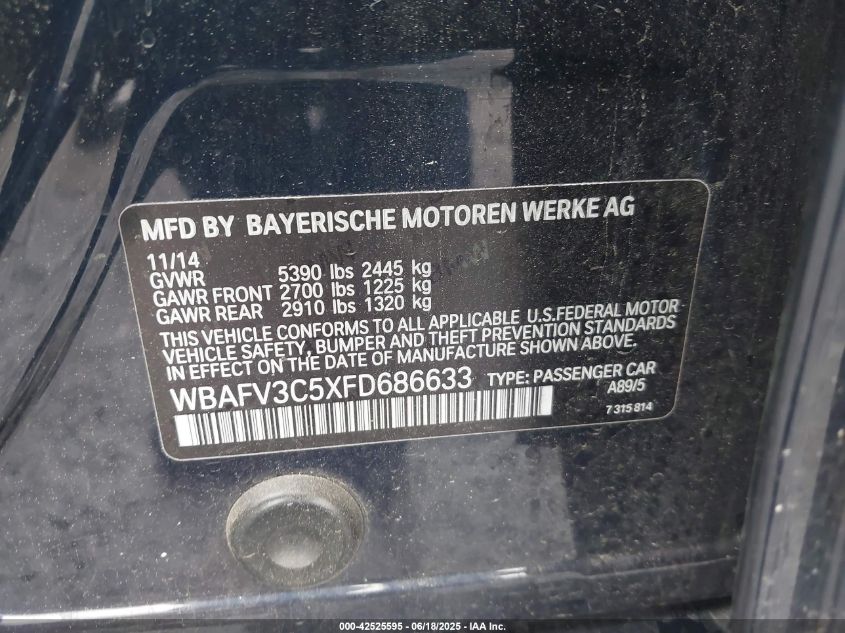 MFD BY BAYERISCHE MOTOREN WERKE AG
11/14
GVWR 5390 lbs 2445 kg
GAWR FRONT 2700 lbs 1225 kg
GAWR REAR 2910 lbs 1320 kg
THIS VEHICLE CONFORMS TO ALL APPLICABLE U.S.FEDERAL MOTOR
VEHICLE SAFETY, BUMPER AND THEFT PREVENTION STANDARDS
IN EFFECT ON THE DATE OF MANUFACTURE SHOWN ABOVE.
WBAFV3C5XFD686633 TYPE: PASSENGER CAR
A89/5
7 315 814
000-42525595 - 06/18/2025 - IAA Inc.